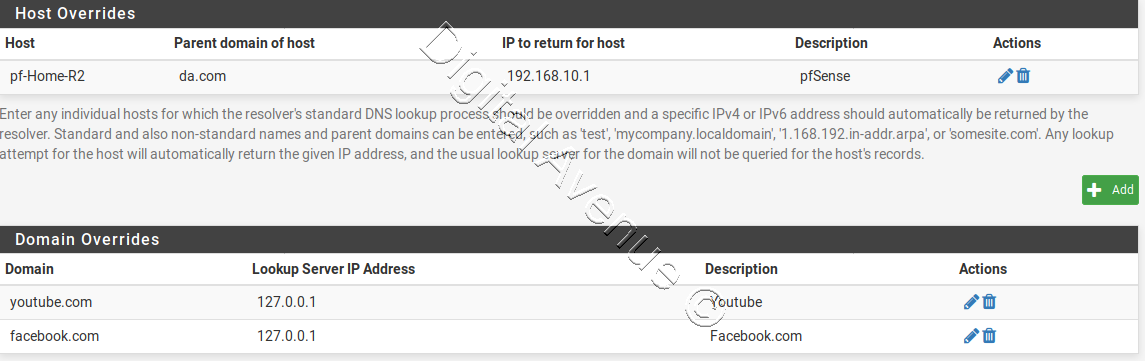 Host Overrides
Host Parent domain of host IP to return for host Description Actions
pf-Home-R2 da.com 192.168.10.1 pfSense
Enter any individual hosts for which the resolver's standard DNS lookup process should be overridden and a specific IPv4 or IPv6 address should automatically be returned by the
resolver. Standard and also non-standard names and parent domains can be entered, such as 'test', 'mycompany.localdomain', '1.168.192.in-addr.arpa', or 'somesite.com'. Any lookup
attempt for the host will automatically return the given IP address, and the usual lookup server for the domain will not be queried for the host's records.
Add
Domain Overrides
Domain Lookup Server IP Address Description Actions
youtube.com 127.0.0.1 Youtube
facebook.com 127.0.0.1 Facebook.com
Digital Avenue ©